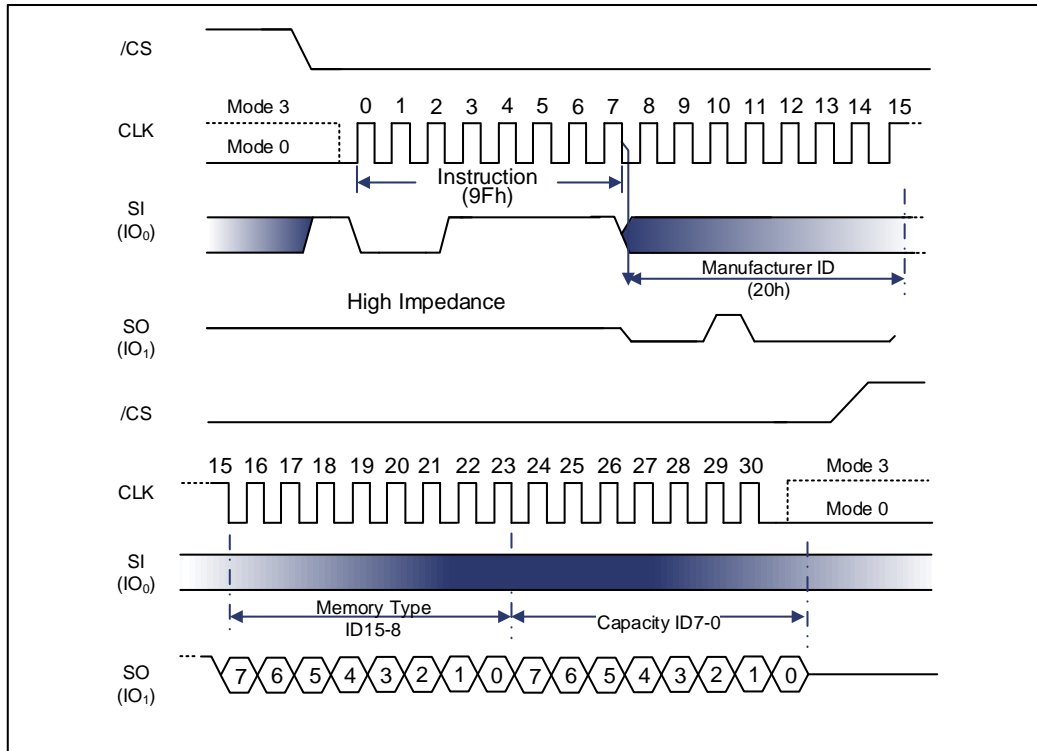 /CS
0 1 2 3 4 5 6 7 8 9 10 11 12 13 14 15
Mode 3
CLK
Mode 0
Instruction
(9Fh)
SI
(IO0)
Manufacturer ID
(20h)
High Impedance
SO
(IO1)
/CS
15 16 17 18 19 20 21 22 23 24 25 26 27 28 29 30
Mode 3
CLK
Mode 0
SI
(IO0)
Memory Type
ID15-8
Capacity ID7-0
SO
(IO1)
7 6 5 4 3 2 1 0 7 6 5 4 3 2 1 0